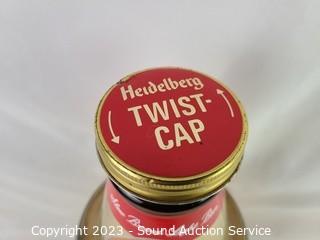 Heidelberg
TWIST-
CAP
Copyright 2023 - Sound Auction Service